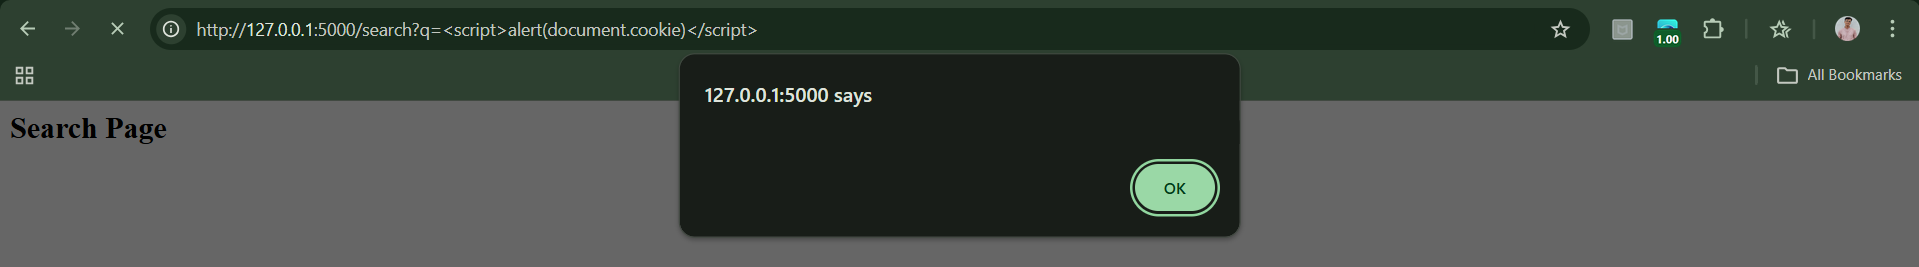 http://127.0.0.1:5000/search?q=<script>alert(document.cookie)</script>
1.00
All Bookmarks
127.0.0.1:5000 says
Search Page
OK